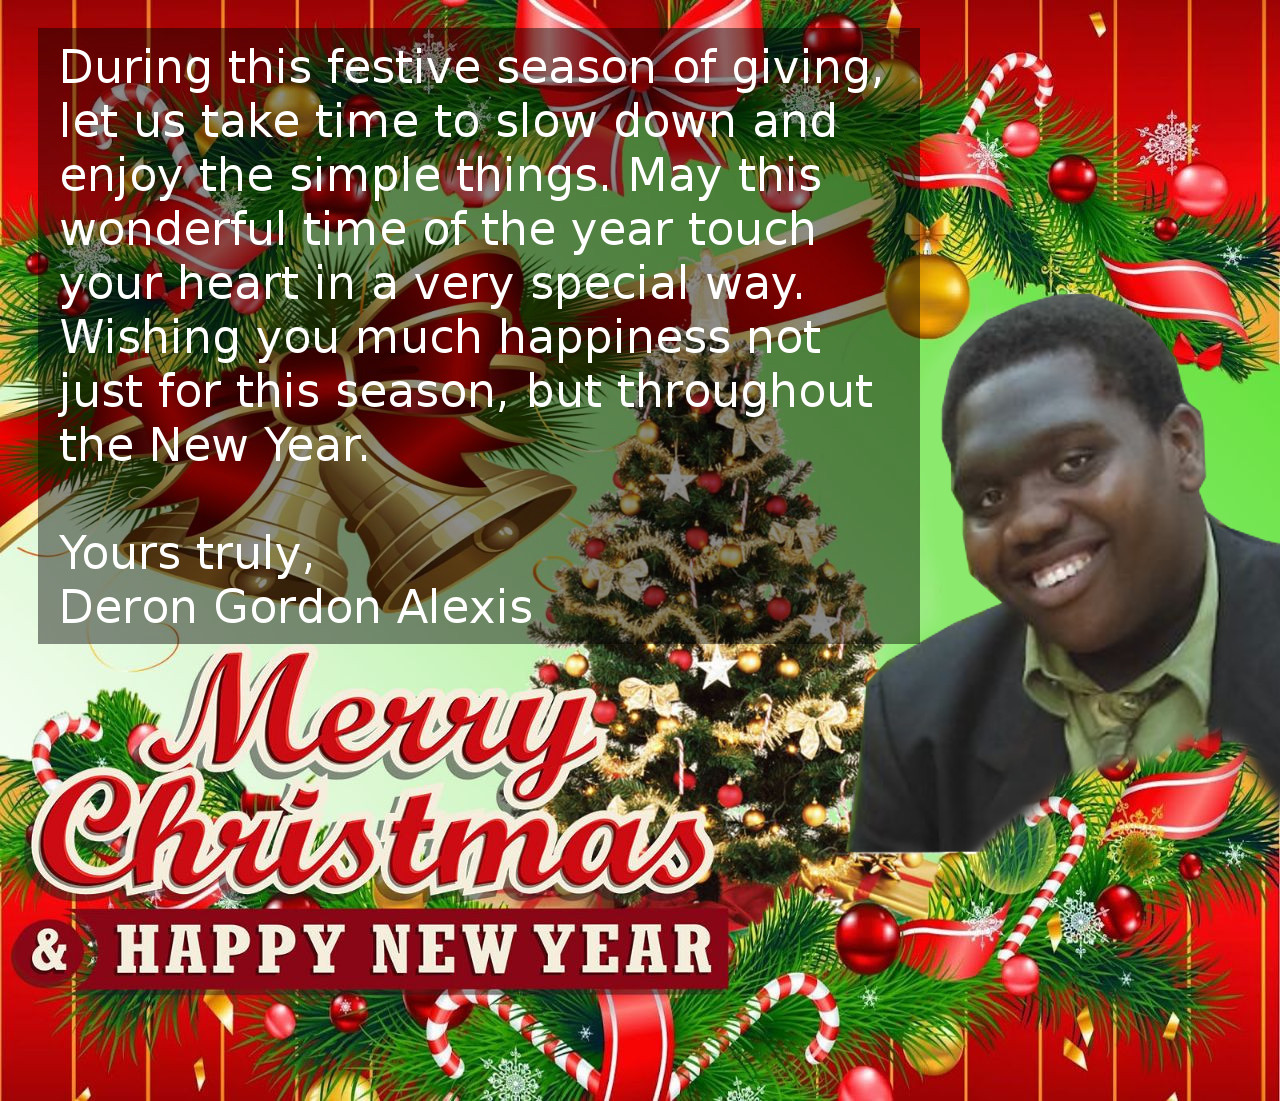 During this festive season of giving,
let us take time to slow down and
enjoy the simple things. May this
wonderful time of the year touch
your heart in a very special way.
Wishing you much happiness not
just for this season, but throughout
the New Year.
Yours truly,
Deron Gordon Alexis
Merry
Christmas
& HAPPY NEW YEAR